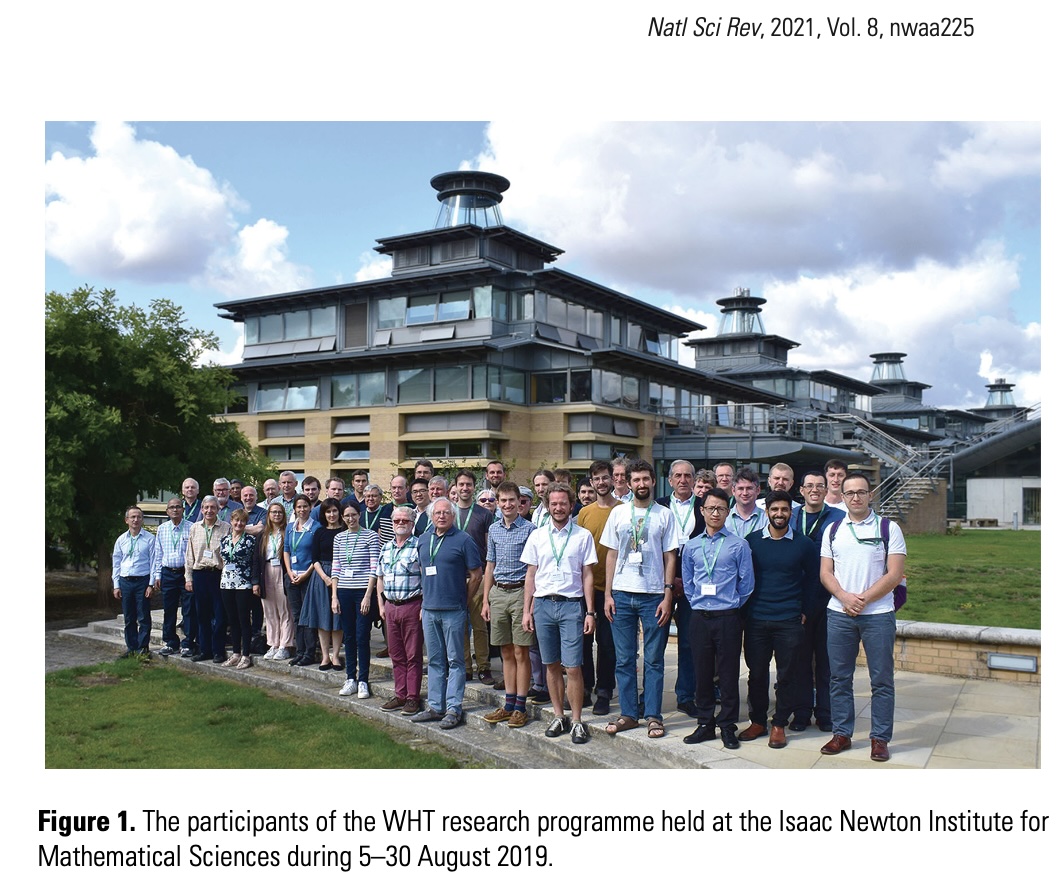 Natl Sci Rev, 2021, Vol. 8, nwaa225
Figure 1. The participants of the WHT research programme held at the Isaac Newton Institute for
Mathematical Sciences during 5–30 August 2019.